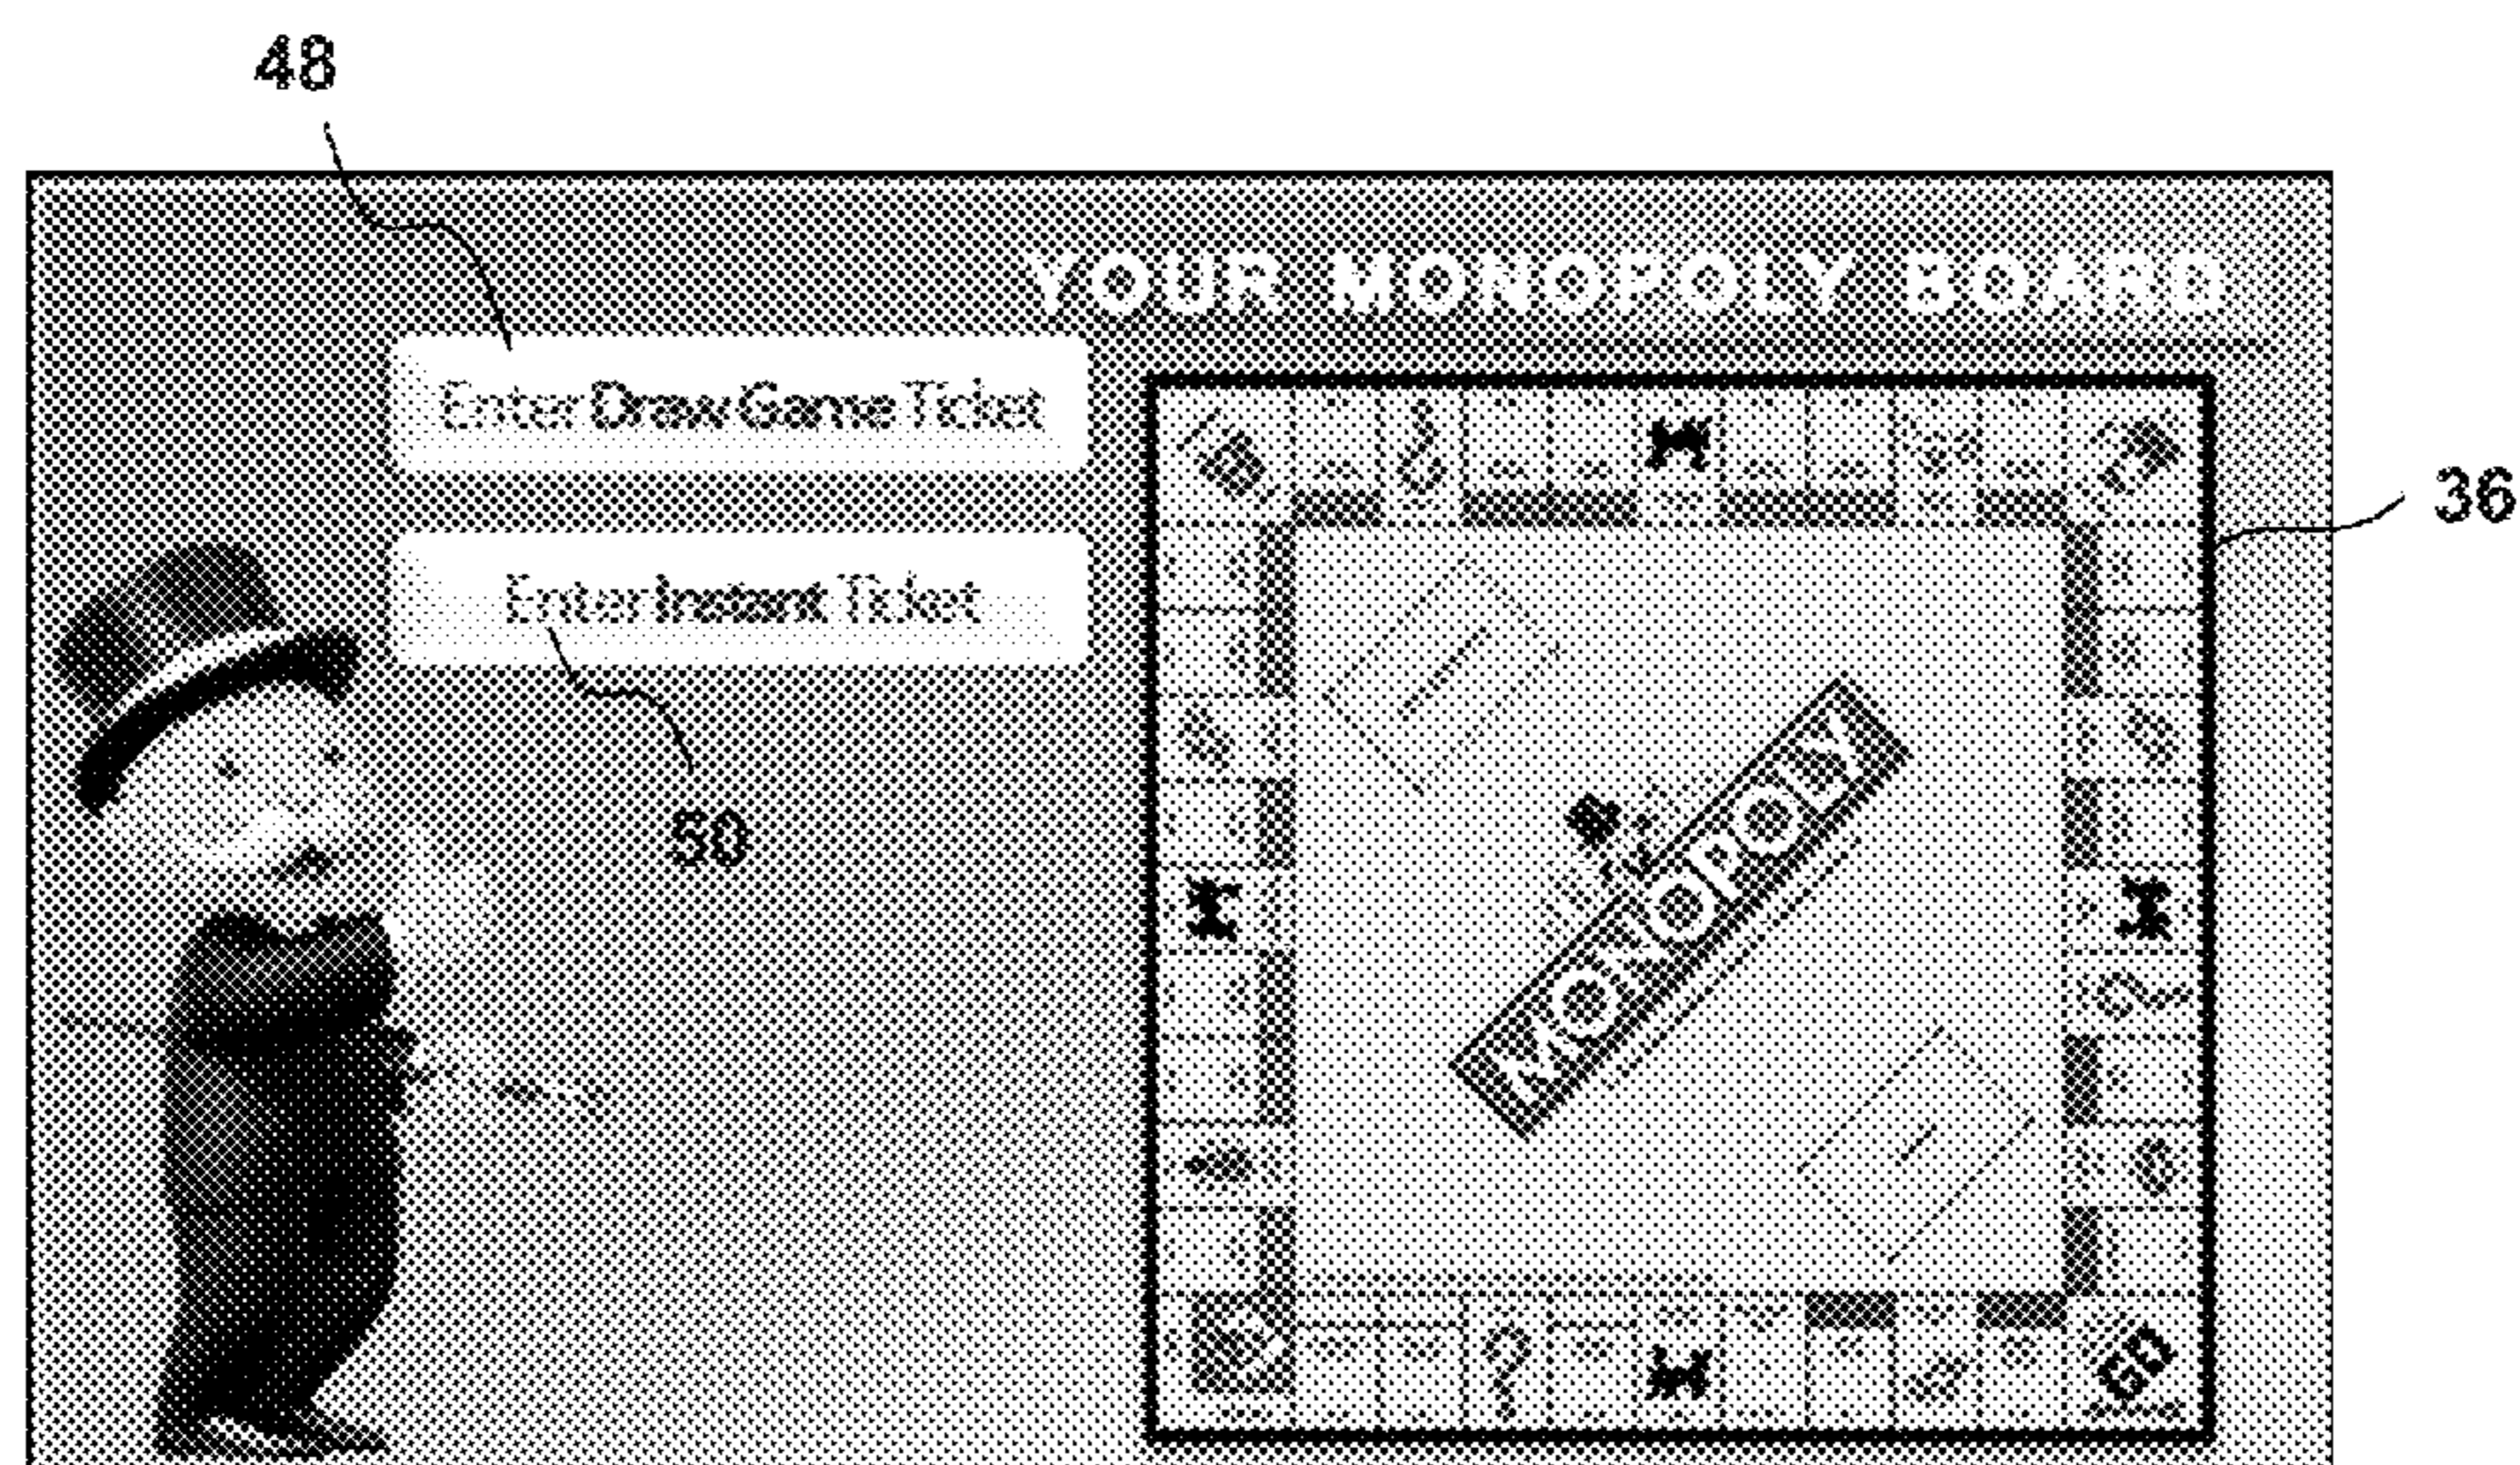 48
YOUR MONOPOLY BOARD
Enter Draw Game Ticket
36
Enter Instant Ticket
50
MONOPOLY
GO